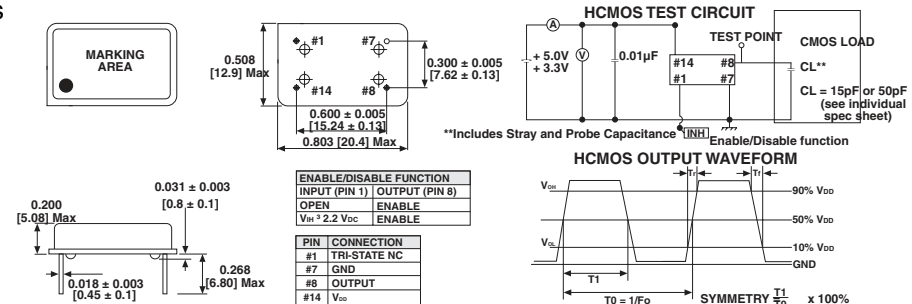 S
MARKING
AREA
0.508
[12.9] Max
#1
#7
#14
#8
0.300 ± 0.005
[7.62 ± 0.13]
0.600 ± 0.005
[15.24 ± 0.13]
0.803 [20.4] Max
HCMOS TEST CIRCUIT
A
V
+ 5.0V
+ 3.3V
0.01µF
TEST POINT
#14 #8
#1 #7
CMOS LOAD
CL**
CL = 15pF or 50pF
(see individual
spec sheet)
**Includes Stray and Probe Capacitance
INH
Enable/Disable function
0.200
[5.08] Max
0.031 ± 0.003
[0.8 ± 0.1]
0.018 ± 0.003
[0.45 ± 0.1]
0.268
[6.80] Max
ENABLE/DISABLE FUNCTION
INPUT (PIN 1) OUTPUT (PIN 8)
OPEN ENABLE
VIH ³ 2.2 VDC ENABLE
PIN CONNECTION
#1 TRI-STATE NC
#7 GND
#8 OUTPUT
#14 VDD
HCMOS OUTPUT WAVEFORM
Tr
Tf
VOH
90% VDD
50% VDD
VOL
10% VDD
GND
T1
T0 = 1/Fo
SYMMETRY T1/T0 x 100%